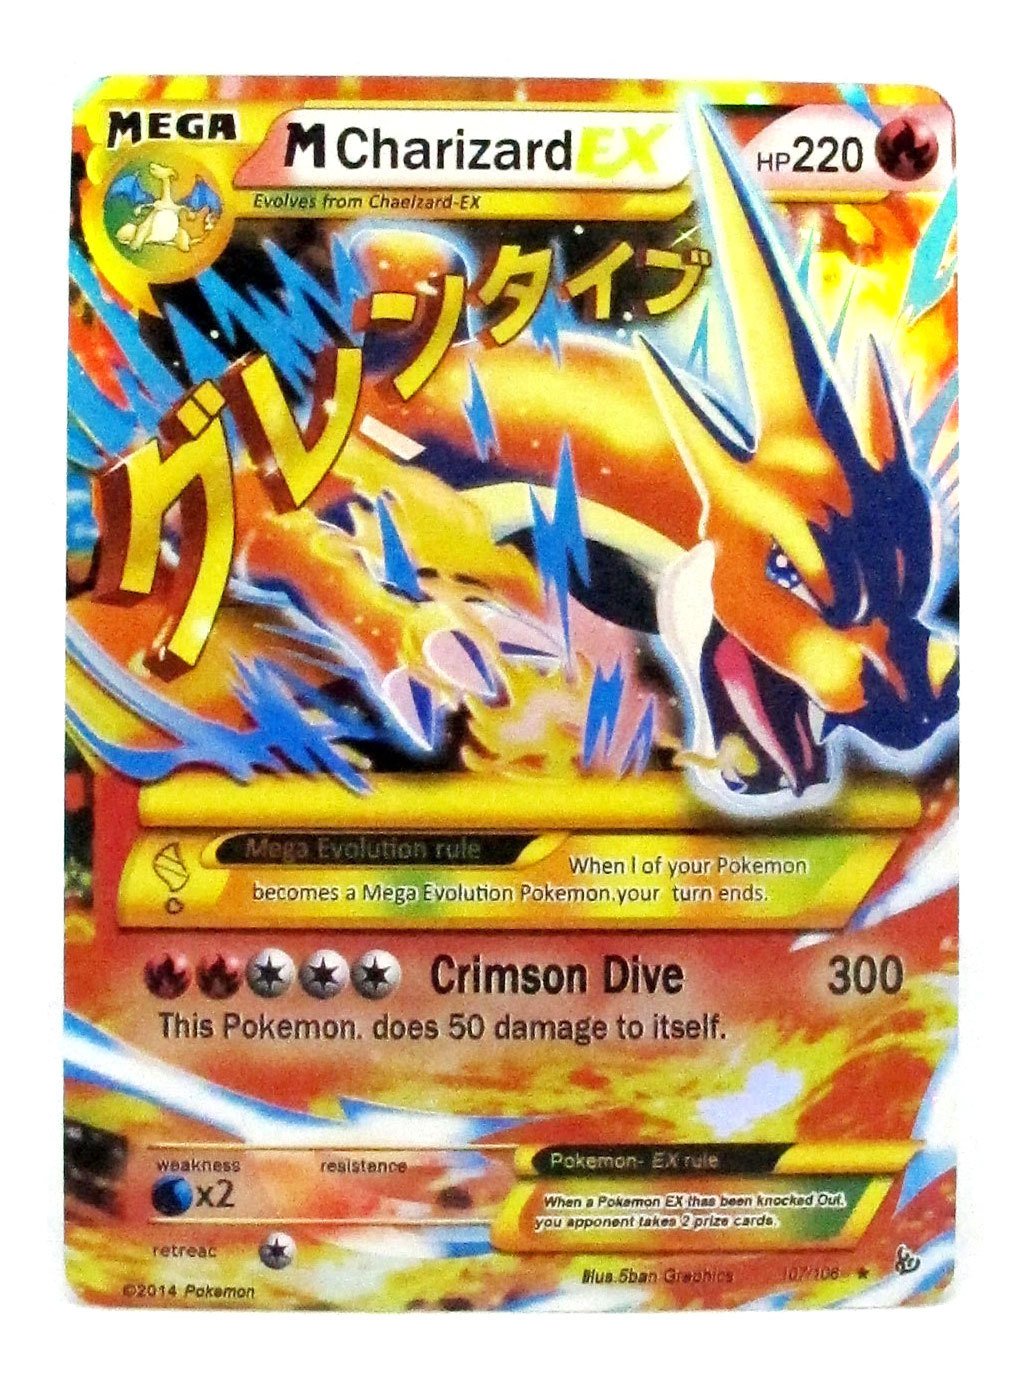 MEGA
M Charizard EX
HP220
Evolves from Chaelzard-EX
グレンタイブ
Mega Evolution rule
When l of your Pokemon
becomes a Mega Evolution Pokemon.your turn ends.
Crimson Dive 300
This Pokemon. does 50 damage to itself.
weakness resistance
x2
Pokemon- EX rule
When a Pokemon EX thas been knocked Out,
you apponent takes 2 prize cards.
retreac
Illus.5ban Graphics 107/106 ★
©2014 Pokemon